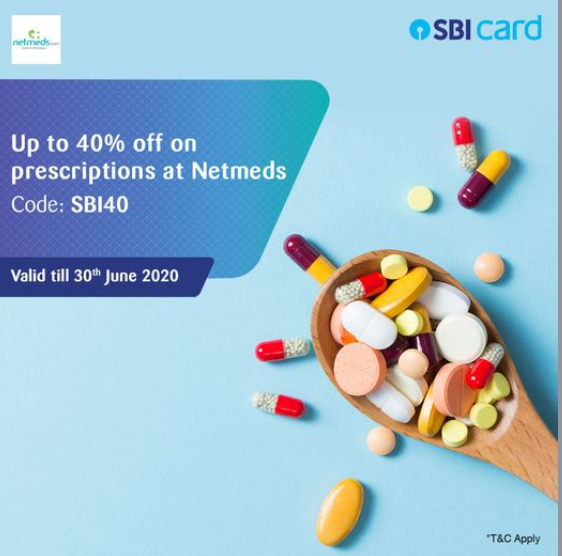 netmeds.com
SBI card
Up to 40% off on
prescriptions at Netmeds
Code: SBI40
Valid till 30th June 2020
*T&C Apply